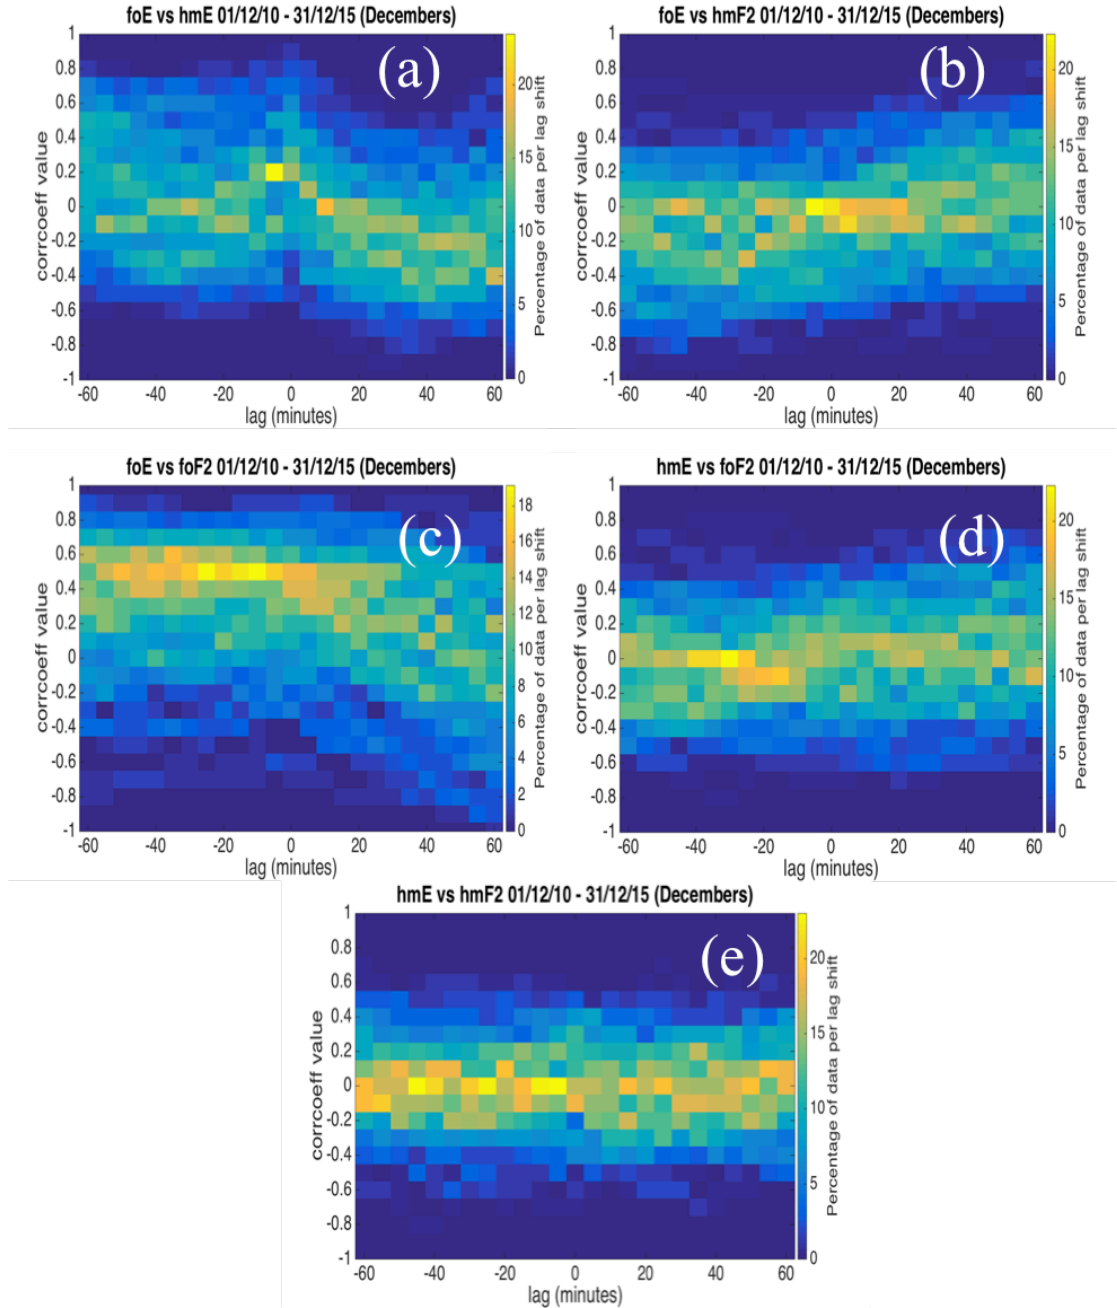 foE vs hmE 01/12/10 - 31/12/15 (Decembers)
(a)
corrcoeff value
1
0.8
0.6
0.4
0.2
0
-0.2
-0.4
-0.6
-0.8
-1
-60 -40 -20 0 20 40 60
lag (minutes)
20
15
10
5
0
Percentage of data per lag shift
foE vs hmF2 01/12/10 - 31/12/15 (Decembers)
(b)
corrcoeff value
1
0.8
0.6
0.4
0.2
0
-0.2
-0.4
-0.6
-0.8
-1
-60 -40 -20 0 20 40 60
lag (minutes)
20
15
10
5
0
Percentage of data per lag shift
foE vs foF2 01/12/10 - 31/12/15 (Decembers)
(c)
corrcoeff value
1
0.8
0.6
0.4
0.2
0
-0.2
-0.4
-0.6
-0.8
-1
-60 -40 -20 0 20 40 60
lag (minutes)
18
16
14
12
10
8
6
4
2
0
Percentage of data per lag shift
hmE vs foF2 01/12/10 - 31/12/15 (Decembers)
(d)
corrcoeff value
1
0.8
0.6
0.4
0.2
0
-0.2
-0.4
-0.6
-0.8
-1
-60 -40 -20 0 20 40 60
lag (minutes)
20
15
10
5
0
Percentage of data per lag shift
hmE vs hmF2 01/12/10 - 31/12/15 (Decembers)
(e)
corrcoeff value
1
0.8
0.6
0.4
0.2
0
-0.2
-0.4
-0.6
-0.8
-1
-60 -40 -20 0 20 40 60
lag (minutes)
20
15
10
5
0
Percentage of data per lag shift